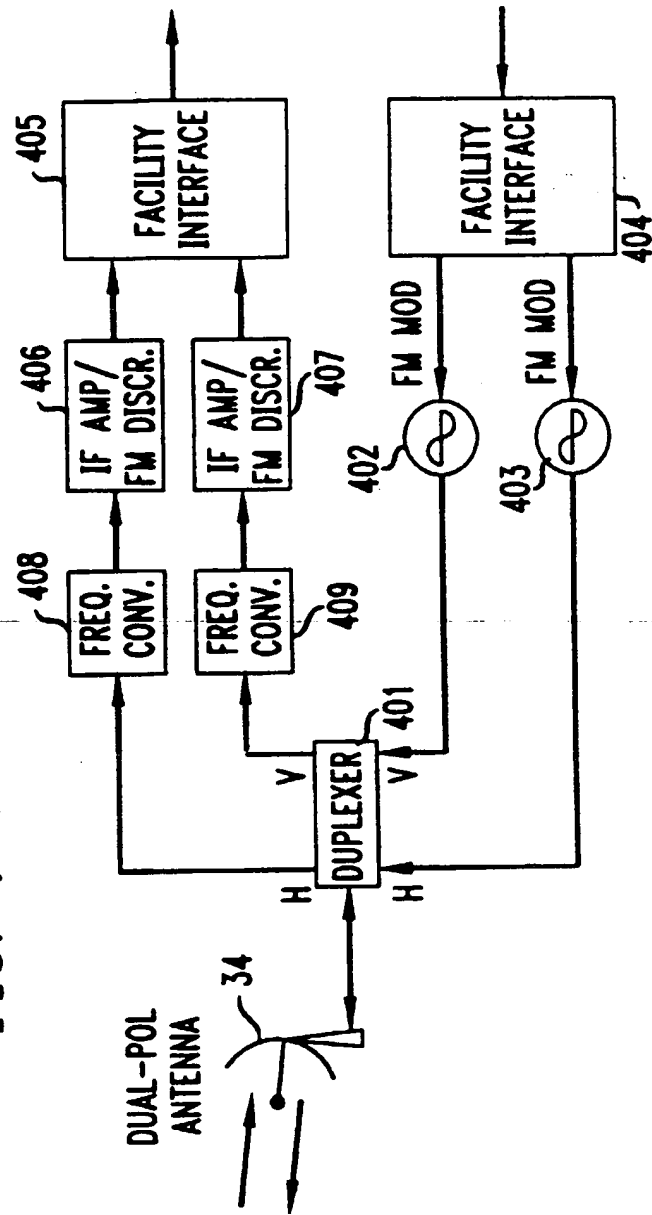 DUAL-POL
ANTENNA
34
H
V
DUPLEXER
401
H
V
408
FREQ.
CONV.
FREQ.
CONV.
409
406
IF AMP/
FM DISCR.
IF AMP/
FM DISCR.
407
405
FACILITY
INTERFACE
402
FM MOD
403
FM MOD
FACILITY
INTERFACE
404